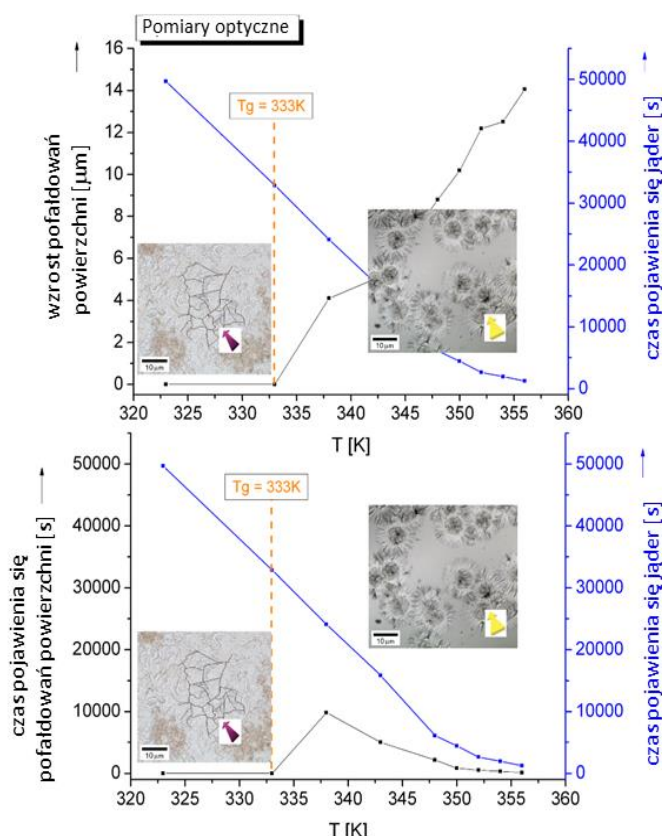 Pomiary optyczne
16
14
12
10
8
6
4
2
0
wzrost pofałdowań
powierzchni [µm]
Tg = 333K
10µm
10µm
50000
40000
30000
20000
10000
0
czas pojawienia się jąder [s]
320 325 330 335 340 345 350 355 360
T [K]
50000
40000
30000
20000
10000
0
czas pojawienia się
pofałdowań powierzchni [s]
Tg = 333K
10µm
10µm
50000
40000
30000
20000
10000
0
czas pojawienia się jąder [s]
320 325 330 335 340 345 350 355 360
T [K]